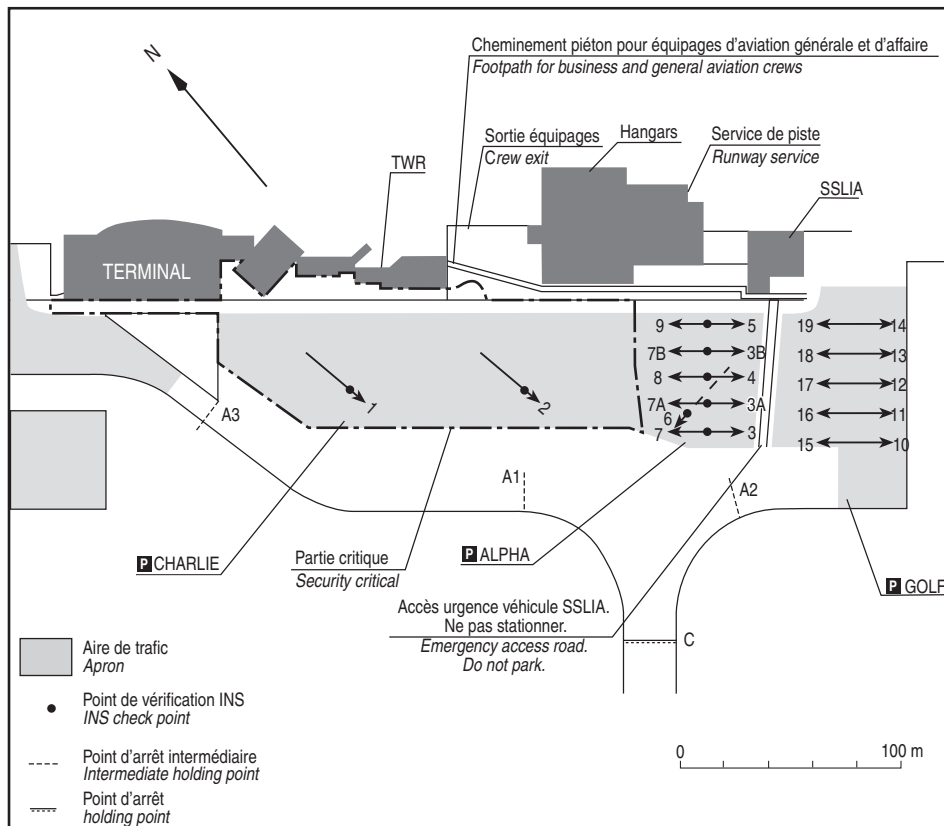 N
Cheminement piéton pour équipages d'aviation générale et d'affaire
Footpath for business and general aviation crews
Sortie équipages
Crew exit
Hangars
Service de piste
Runway service
TWR
SSLIA
TERMINAL
9 5
7B 3B
8 4
7A 3A
6
7 3
19 14
18 13
17 12
16 11
15 10
1
2
A3
A1
A2
P CHARLIE
Partie critique
Security critical
P ALPHA
P GOLF
Accès urgence véhicule SSLIA.
Ne pas stationner.
Emergency access road.
Do not park.
C
Aire de trafic
Apron
Point de vérification INS
INS check point
Point d'arrêt intermédiaire
Intermediate holding point
Point d'arrêt
holding point
0 100 m